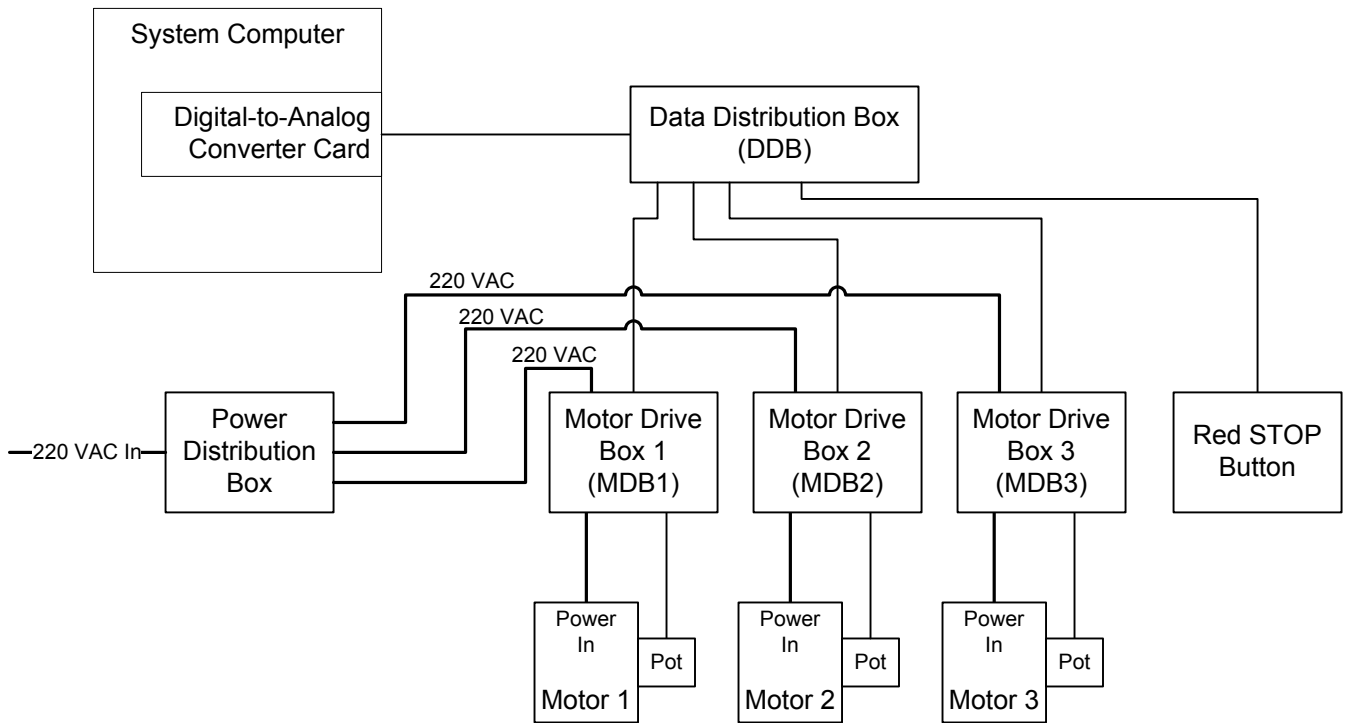 System Computer
Digital-to-Analog
Converter Card
Data Distribution Box
(DDB)
220 VAC
220 VAC
220 VAC
220 VAC In
Power
Distribution
Box
Motor Drive
Box 1
(MDB1)
Motor Drive
Box 2
(MDB2)
Motor Drive
Box 3
(MDB3)
Red STOP
Button
Power
In
Pot
Motor 1
Power
In
Pot
Motor 2
Power
In
Pot
Motor 3